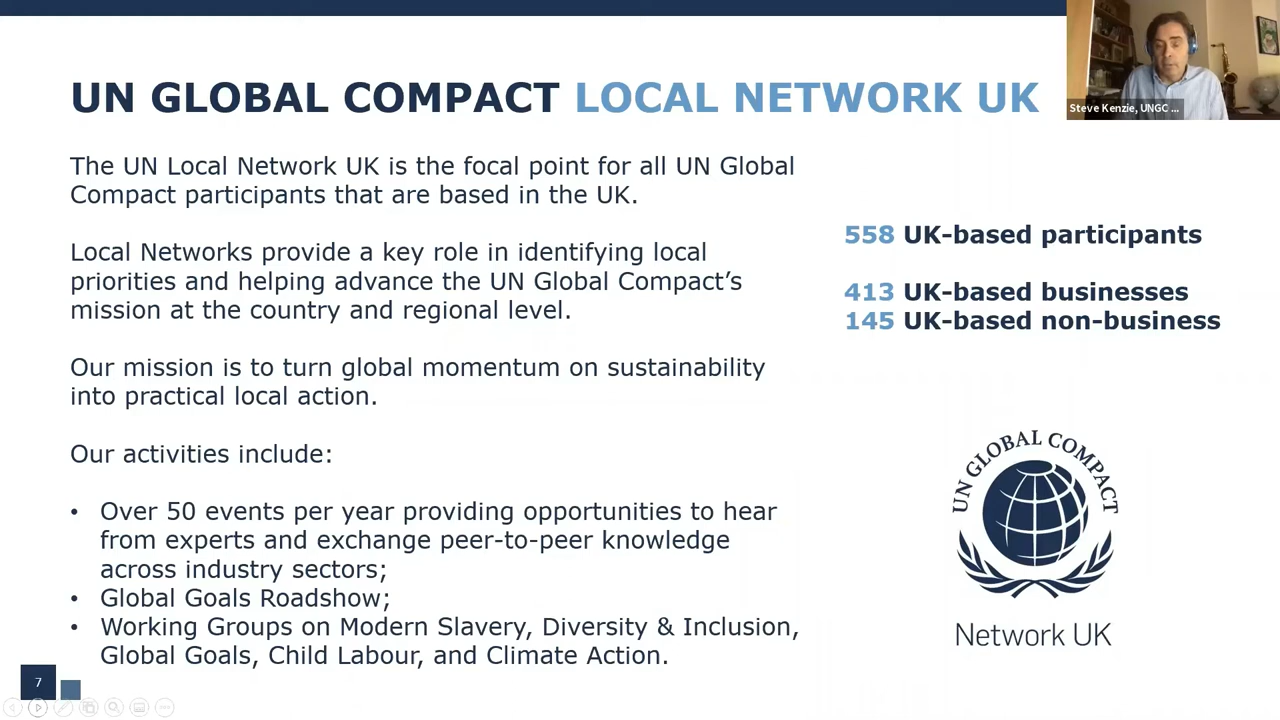 UN GLOBAL COMPACT LOCAL NETWORK UK
Steve Kenzie, UNGC ...
The UN Local Network UK is the focal point for all UN Global
Compact participants that are based in the UK.
Local Networks provide a key role in identifying local
priorities and helping advance the UN Global Compact’s
mission at the country and regional level.
Our mission is to turn global momentum on sustainability
into practical local action.
Our activities include:
• Over 50 events per year providing opportunities to hear
from experts and exchange peer-to-peer knowledge
across industry sectors;
• Global Goals Roadshow;
• Working Groups on Modern Slavery, Diversity & Inclusion,
Global Goals, Child Labour, and Climate Action.
558 UK-based participants
413 UK-based businesses
145 UK-based non-business
UN GLOBAL COMPACT
Network UK
7